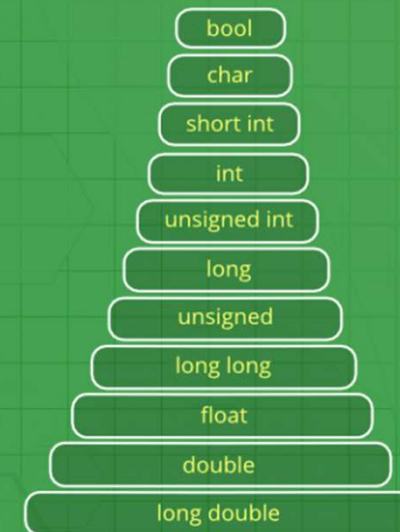 bool
char
short int
int
unsigned int
long
unsigned
long long
float
double
long double